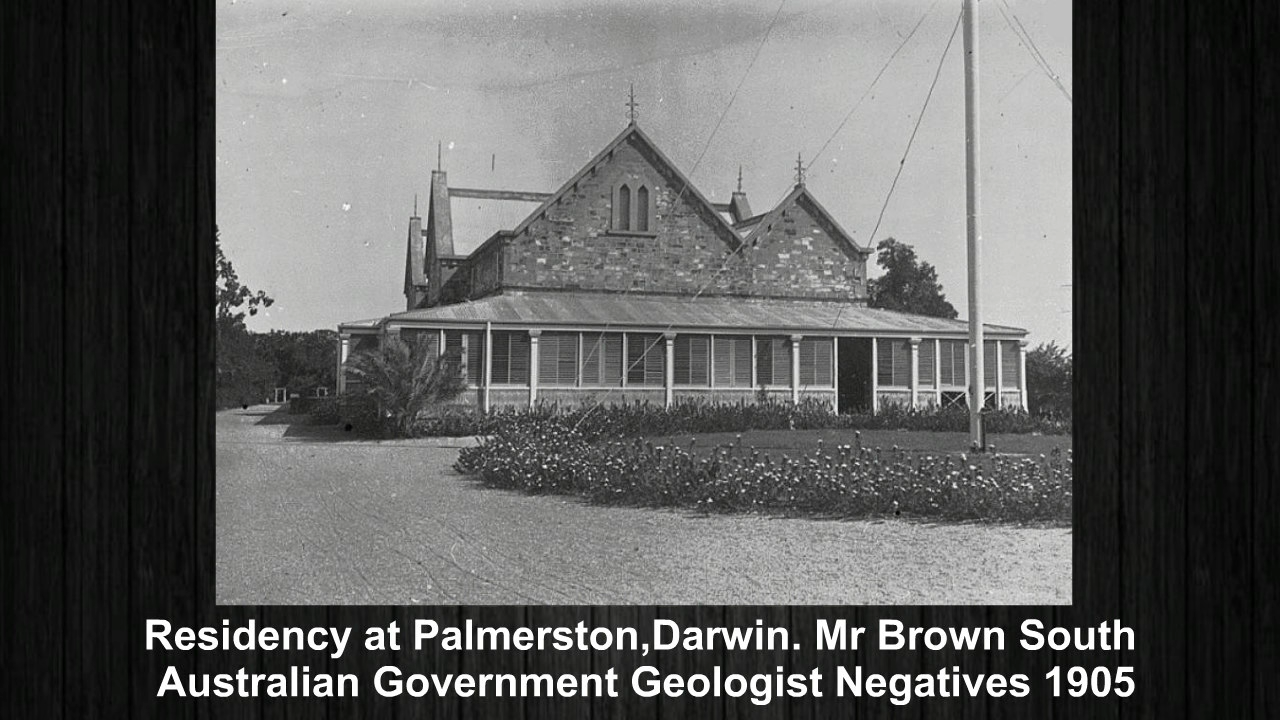 Residency at Palmerston,Darwin. Mr Brown South
Australian Government Geologist Negatives 1905